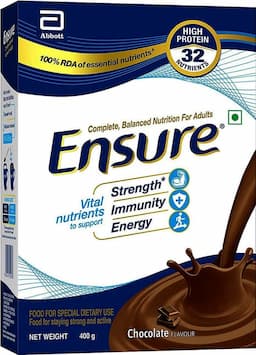 Abbott
HIGH
PROTEIN
32
NUTRIENTS
100% RDA of essential nutrients*
Complete, Balanced Nutrition For Adults
Ensure®
Vital
nutrients
to support
Strength*
Immunity
Energy
FOOD FOR SPECIAL DIETARY USE
Food for staying strong and active
NET WEIGHT 400 g
Chocolate FLAVOUR